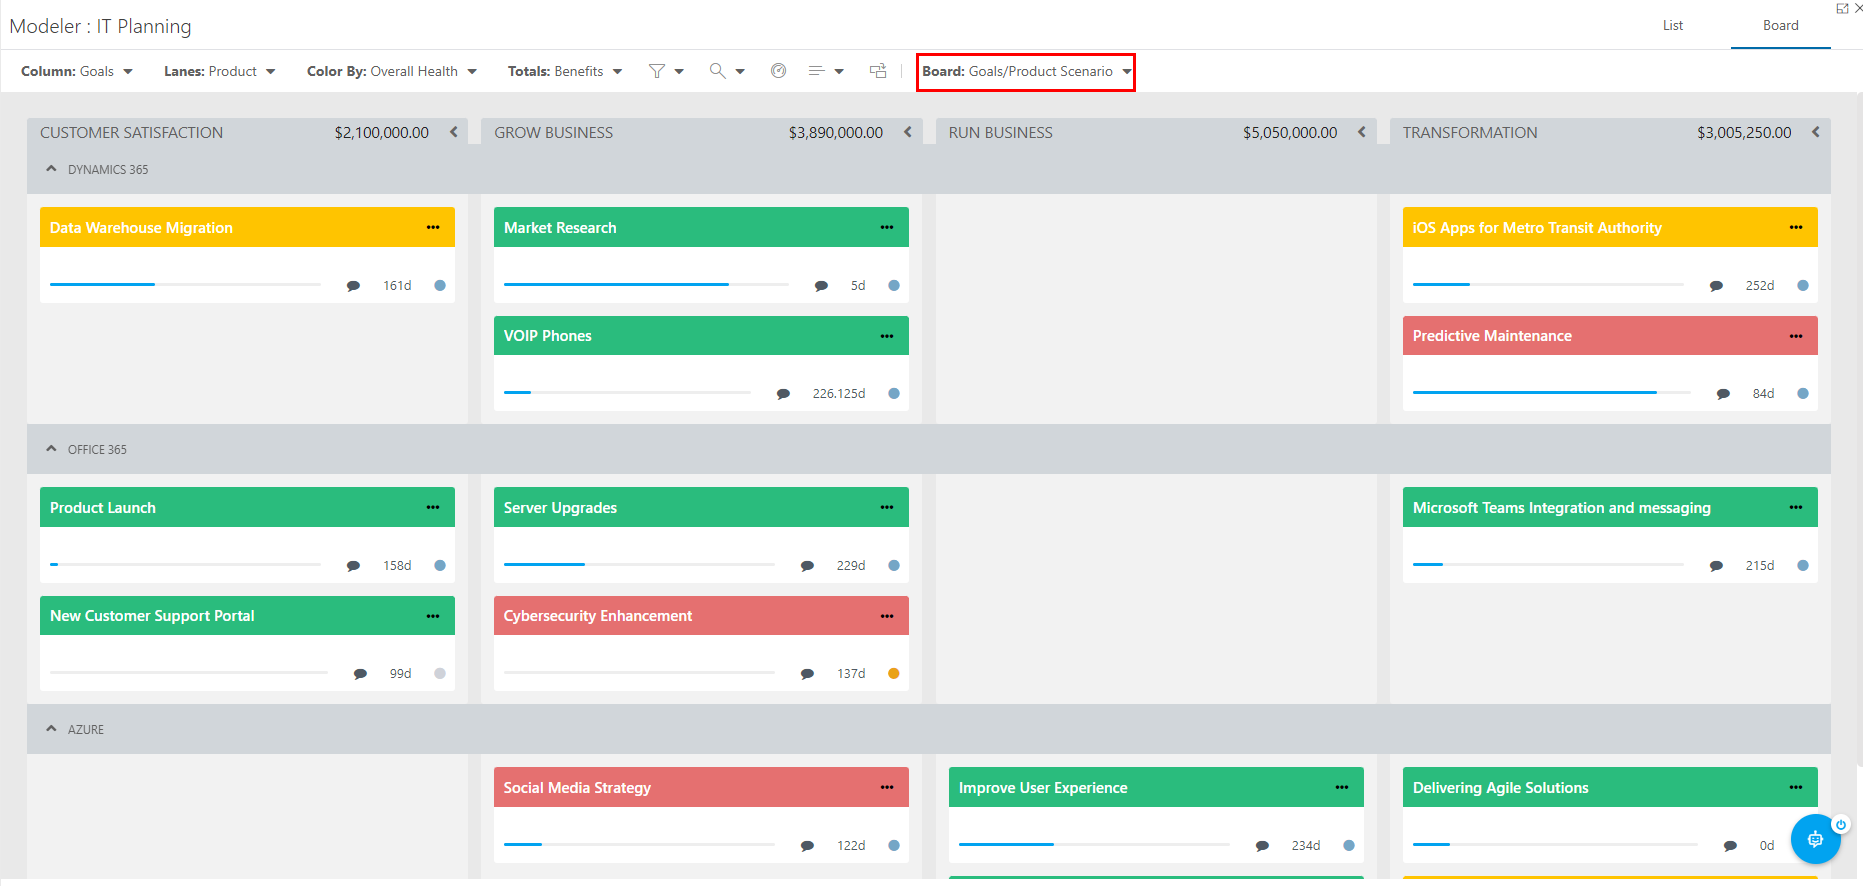 Modeler : IT Planning
List
Board
Column: Goals
Lanes: Product
Color By: Overall Health
Totals: Benefits
Board: Goals/Product Scenario
CUSTOMER SATISFACTION $2,100,000.00
GROW BUSINESS $3,890,000.00
RUN BUSINESS $5,050,000.00
TRANSFORMATION $3,005,250.00
DYNAMICS 365
Data Warehouse Migration
161d
Market Research
5d
VOIP Phones
226.125d
iOS Apps for Metro Transit Authority
252d
Predictive Maintenance
84d
OFFICE 365
Product Launch
158d
New Customer Support Portal
99d
Server Upgrades
229d
Cybersecurity Enhancement
137d
Microsoft Teams Integration and messaging
215d
AZURE
Social Media Strategy
122d
Improve User Experience
234d
Delivering Agile Solutions
0d